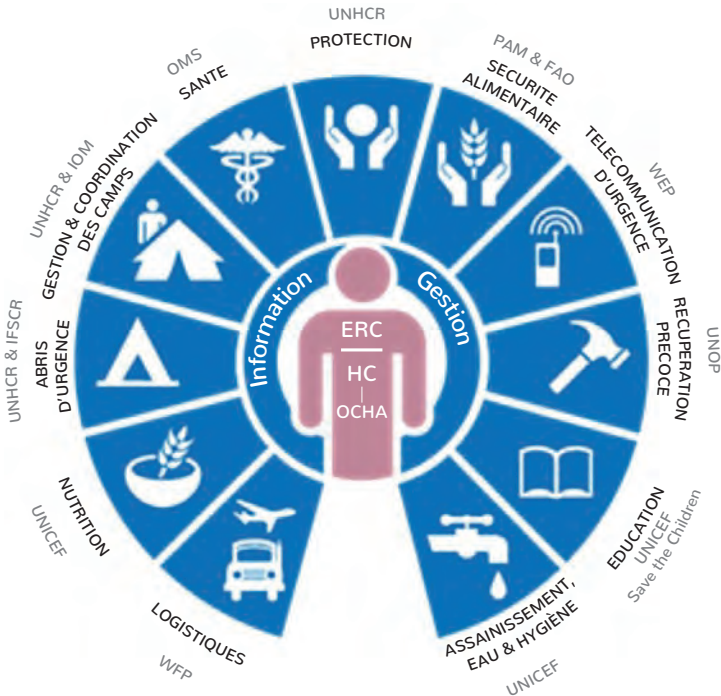 UNHCR
PROTECTION
PAM & FAO
SECURITE
ALIMENTAIRE
WEP
TELECOMMUNICATION
D'URGENCE
UNOP
RECUPERATION
PRECOCE
EDUCATION
UNICEF
Save the Children
ASSAINISSEMENT,
EAU & HYGIÈNE
UNICEF
LOGISTIQUES
WFP
NUTRITION
UNICEF
UNHCR & IFSCR
ABRIS
D'URGENCE
UNHCR & IOM
GESTION & COORDINATION
DES CAMPS
OMS
SANTE
Information
Gestion
ERC
HC
OCHA